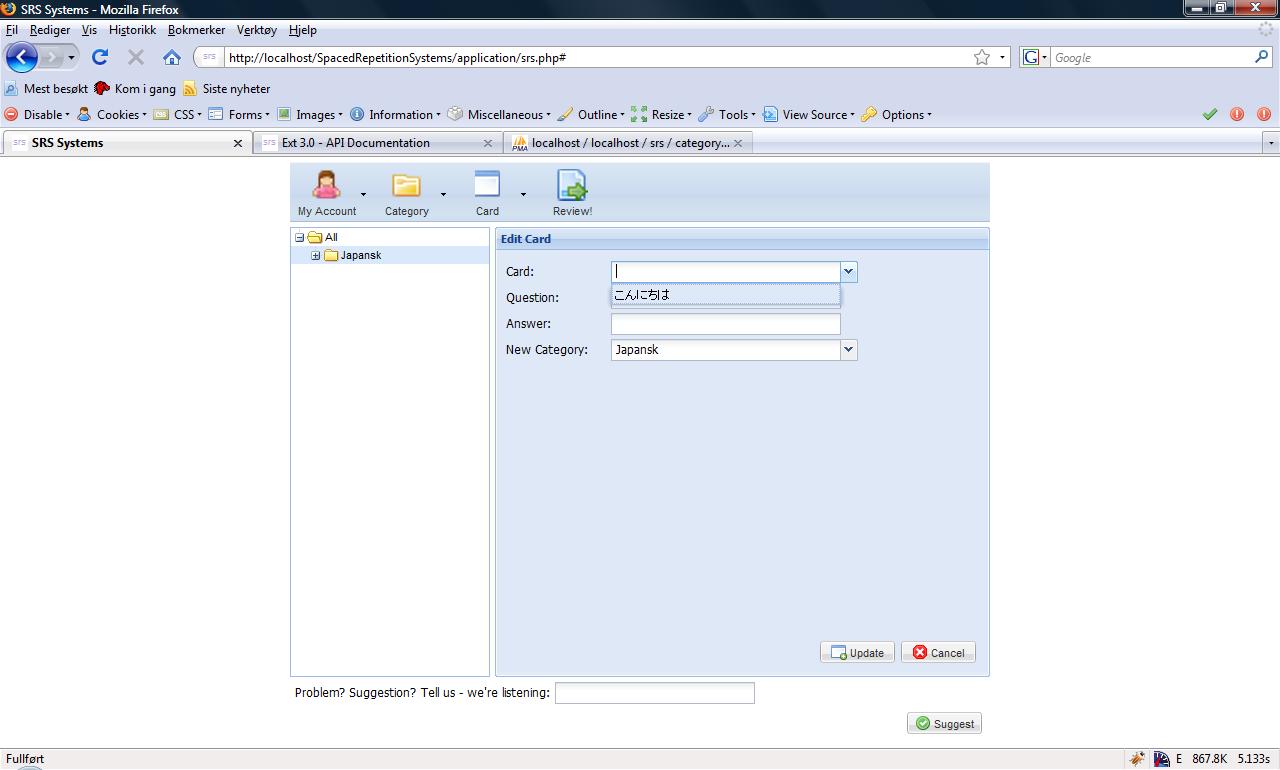 SRS Systems - Mozilla Firefox
Fil Rediger Vis Historikk Bokmerker Verktøy Hjelp
srs http://localhost/SpacedRepetitionSystems/application/srs.php# G Google
Mest besøkt Kom i gang Siste nyheter
Disable Cookies CSS Forms Images Information Miscellaneous Outline Resize Tools View Source Options
srs SRS Systems srs Ext 3.0 - API Documentation PMA localhost / localhost / srs / category...
My Account Category Card Review!
All
Japansk
Edit Card
Card:
こんにちは
Question:
Answer:
New Category: Japansk
Update Cancel
Problem? Suggestion? Tell us - we're listening:
Suggest
Fullført E 867.8K 5.133s